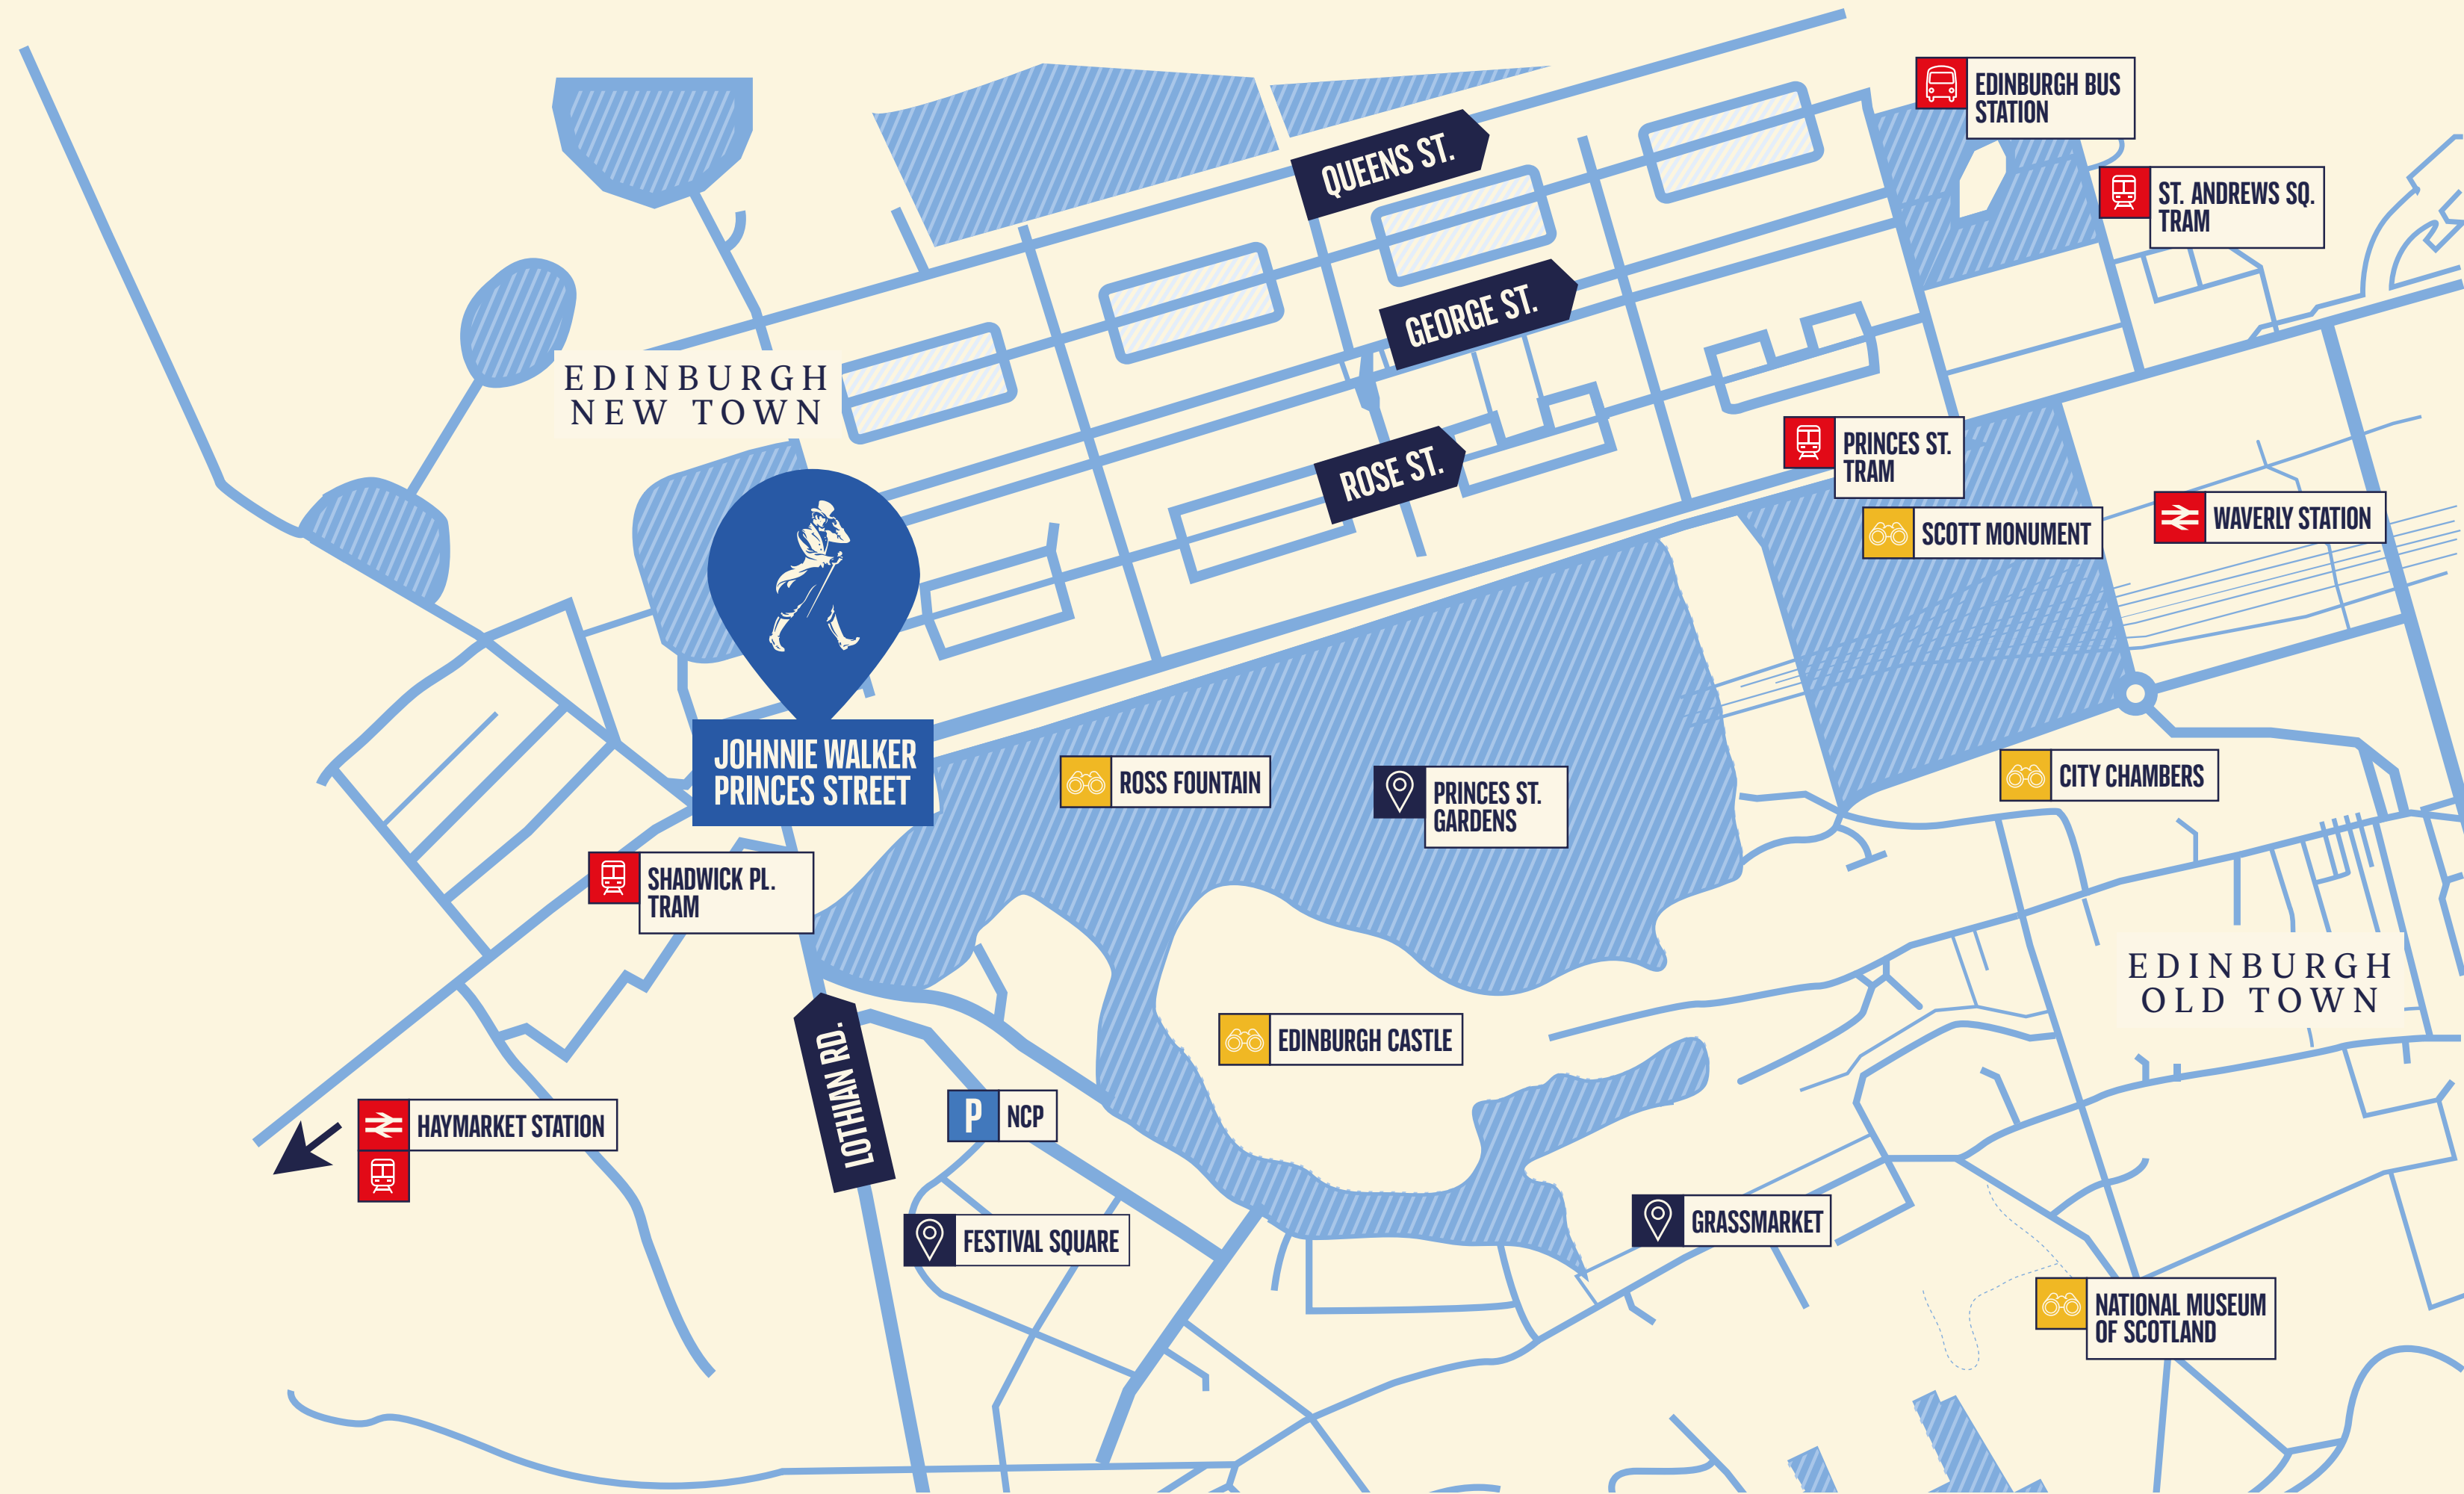 EDINBURGH BUS
STATION
QUEENS ST.
ST. ANDREWS SQ.
TRAM
GEORGE ST.
EDINBURGH
NEW TOWN
PRINCES ST.
TRAM
ROSE ST.
SCOTT MONUMENT
WAVERLY STATION
JOHNNIE WALKER
PRINCES STREET
ROSS FOUNTAIN
PRINCES ST.
GARDENS
CITY CHAMBERS
SHADWICK PL.
TRAM
EDINBURGH
OLD TOWN
EDINBURGH CASTLE
LOTHIAN RD.
P NCP
HAYMARKET STATION
FESTIVAL SQUARE
GRASSMARKET
NATIONAL MUSEUM
OF SCOTLAND